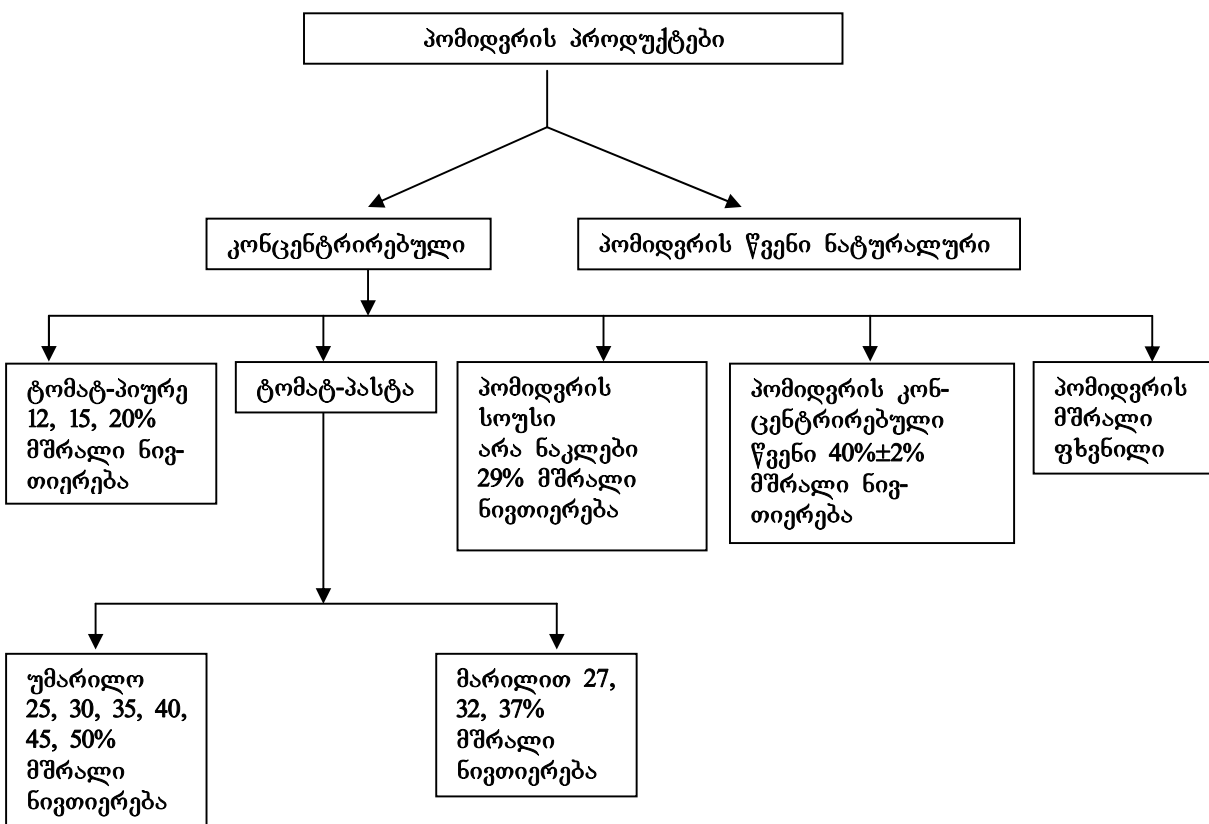 პომიდვრის პროდუქტები
კონცენტრირებული
პომიდვრის წვენი ნატურალური
ტომატ-პიურე
12, 15, 20%
მშრალი ნივ-
თიერება
ტომატ-პასტა
პომიდვრის
სოუსი
არა ნაკლები
29% მშრალი
ნივთიერება
პომიდვრის კონ-
ცენტრირებული
წვენი 40%±2%
მშრალი ნივ-
თიერება
პომიდვრის
მშრალი
ფხვნილი
უმარილო
25, 30, 35, 40,
45, 50%
მშრალი
ნივთიერება
მარილით 27,
32, 37%
მშრალი
ნივთიერება